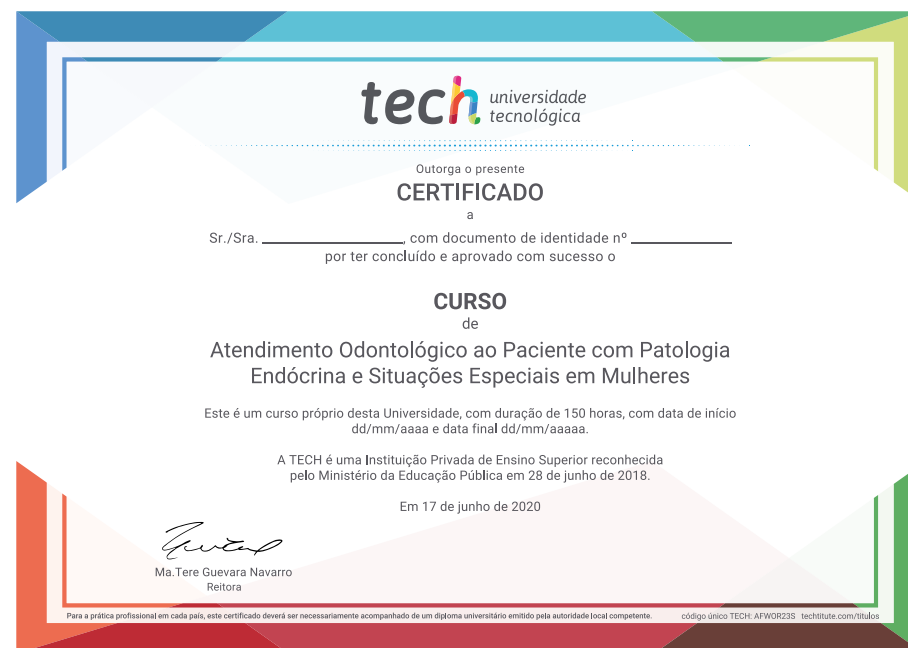 tech universidade
tecnológica
Outorga o presente
CERTIFICADO
a
Sr./Sra. ________________, com documento de identidade nº ____________
por ter concluído e aprovado com sucesso o
CURSO
de
Atendimento Odontológico ao Paciente com Patologia
Endócrina e Situações Especiais em Mulheres
Este é um curso próprio desta Universidade, com duração de 150 horas, com data de início
dd/mm/aaaa e data final dd/mm/aaaaa.
A TECH é uma Instituição Privada de Ensino Superior reconhecida
pelo Ministério da Educação Pública em 28 de junho de 2018.
Em 17 de junho de 2020
Ma.Tere Guevara Navarro
Reitora
Para a prática profissional em cada país, este certificado deverá ser necessariamente acompanhado de um diploma universitário emitido pela autoridade local competente. código único TECH: AFWOR23S techtitute.com/titulos